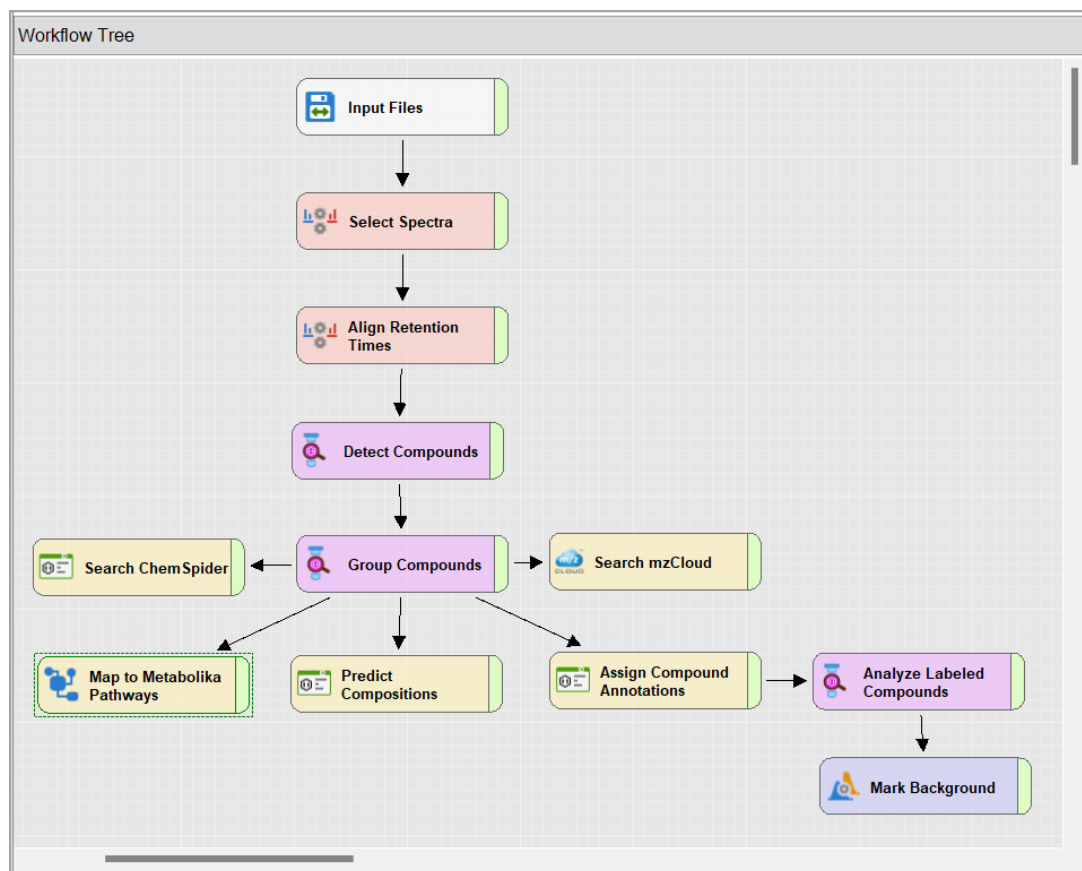 Workflow Tree
Input Files
Select Spectra
Align Retention
Times
Detect Compounds
Search ChemSpider
Group Compounds
Search mzCloud
Map to Metabolika
Pathways
Predict
Compositions
Assign Compound
Annotations
Analyze Labeled
Compounds
Mark Background